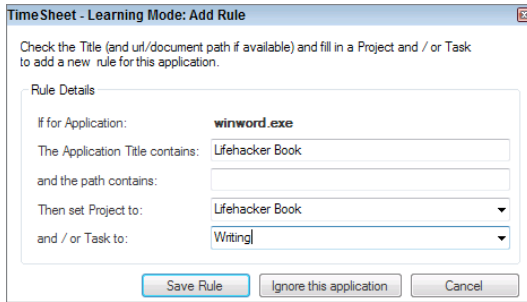 TimeSheet - Learning Mode: Add Rule
Check the Title (and url/document path if available) and fill in a Project and / or Task
to add a new rule for this application.
Rule Details
If for Application: winword.exe
The Application Title contains: Lifehacker Book
and the path contains:
Then set Project to: Lifehacker Book
and / or Task to: Writing
Save Rule Ignore this application Cancel